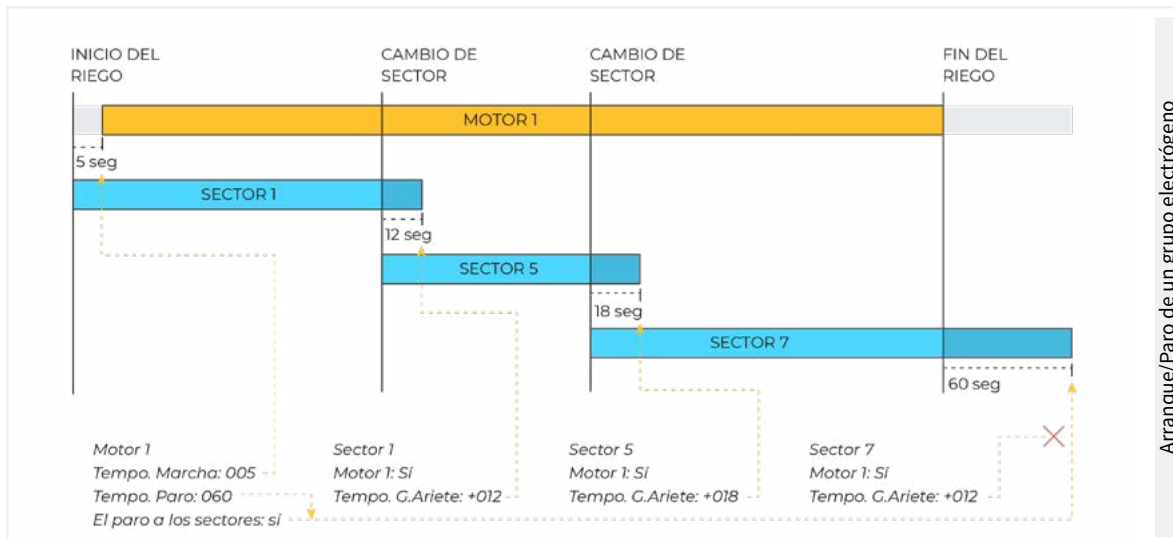 INICIO DEL
RIEGO
CAMBIO DE
SECTOR
CAMBIO DE
SECTOR
FIN DEL
RIEGO
MOTOR 1
5 seg
SECTOR 1
12 seg
SECTOR 5
18 seg
SECTOR 7
60 seg
Motor 1
Tempo. Marcha: 005
Tempo. Paro: 060
El paro a los sectores: sí
Sector 1
Motor 1: Sí
Tempo. G.Ariete: +012
Sector 5
Motor 1: Sí
Tempo. G.Ariete: +018
Sector 7
Motor 1: Sí
Tempo. G.Ariete: +012
Arranque/Paro de un grupo electrógeno